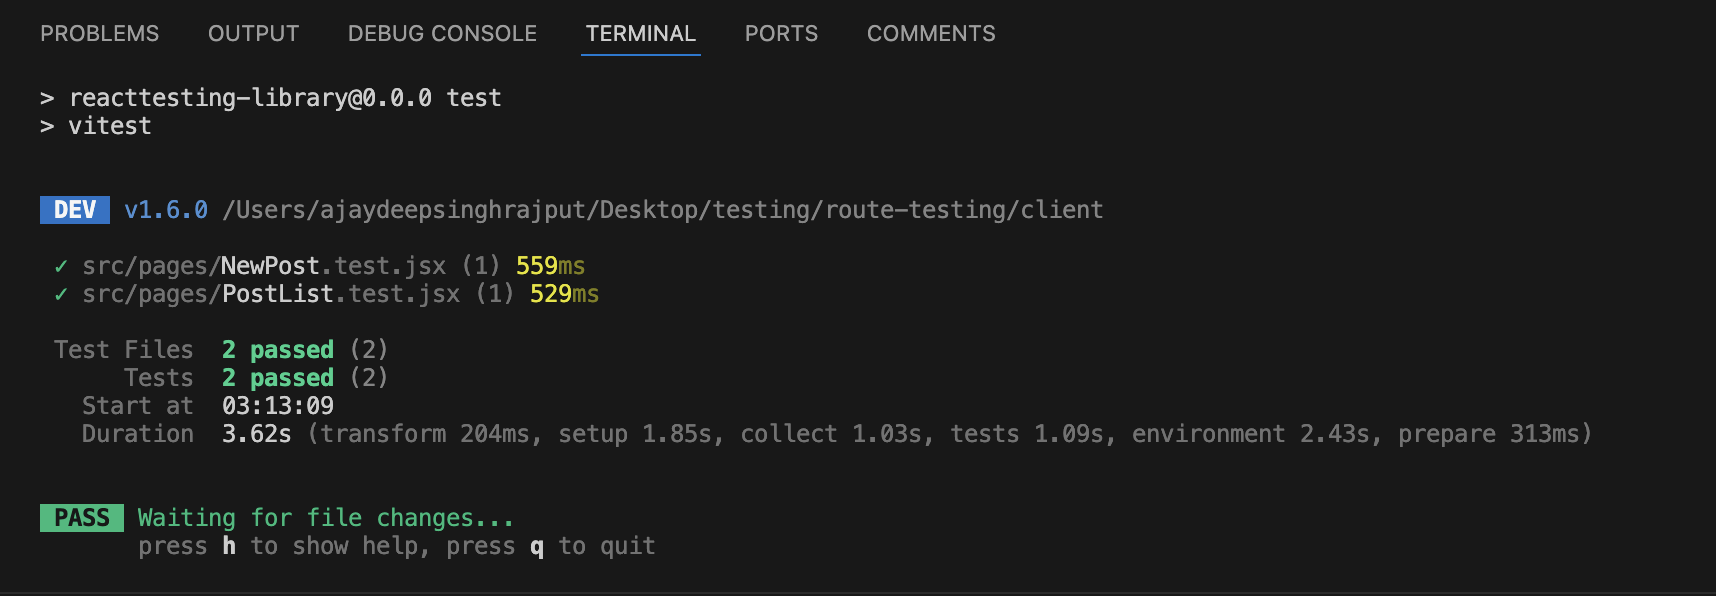 PROBLEMS OUTPUT DEBUG CONSOLE TERMINAL PORTS COMMENTS
> reacttesting-library@0.0.0 test
> vitest
DEV v1.6.0 /Users/ajaydeepsinghrajput/Desktop/testing/route-testing/client
✓ src/pages/NewPost.test.jsx (1) 559ms
✓ src/pages/PostList.test.jsx (1) 529ms
Test Files 2 passed (2)
Tests 2 passed (2)
Start at 03:13:09
Duration 3.62s (transform 204ms, setup 1.85s, collect 1.03s, tests 1.09s, environment 2.43s, prepare 313ms)
PASS Waiting for file changes...
press h to show help, press q to quit